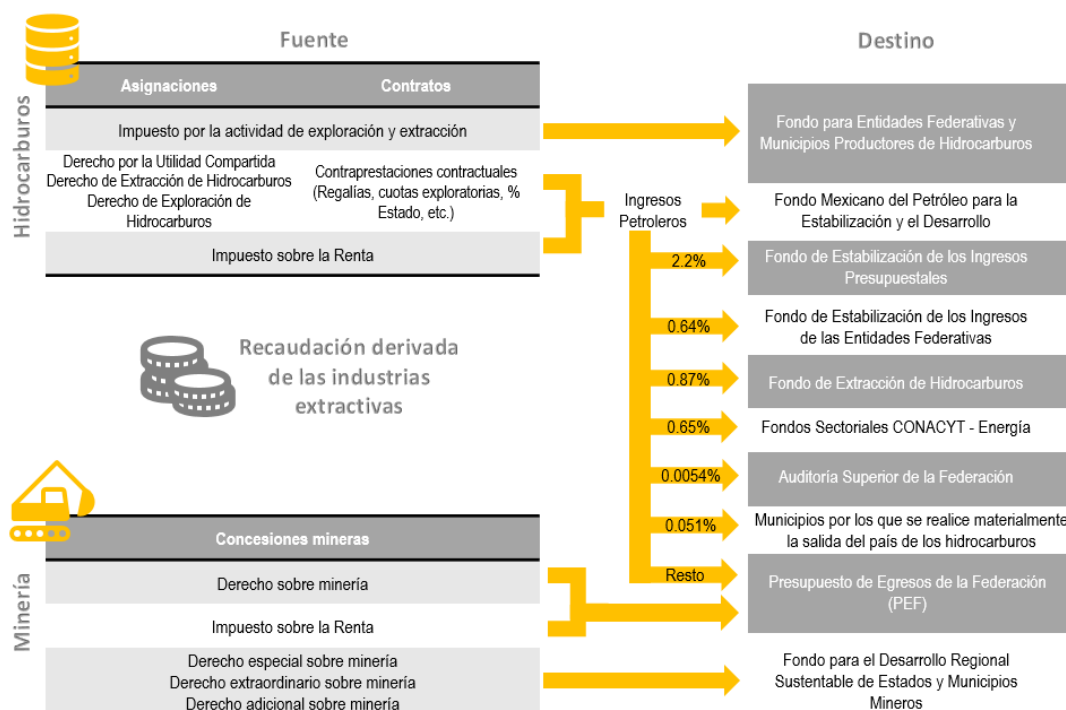 Fuente
Destino
Hidrocarburos
Asignaciones
Contratos
Impuesto por la actividad de exploración y extracción
Fondo para Entidades Federativas y
Municipios Productores de Hidrocarburos
Derecho por la Utilidad Compartida
Derecho de Extracción de Hidrocarburos
Derecho de Exploración de
Hidrocarburos
Contraprestaciones contractuales
(Regalías, cuotas exploratorias, %
Estado, etc.)
Impuesto sobre la Renta
Ingresos
Petroleros
Fondo Mexicano del Petróleo para la
Estabilización y el Desarrollo
2.2%
Fondo de Estabilización de los Ingresos
Presupuestales
0.64%
Fondo de Estabilización de los Ingresos
de las Entidades Federativas
0.87%
Fondo de Extracción de Hidrocarburos
0.65%
Fondos Sectoriales CONACYT - Energía
0.0054%
Auditoría Superior de la Federación
0.051%
Municipios por los que se realice materialmente
la salida del país de los hidrocarburos
Resto
Presupuesto de Egresos de la Federación
(PEF)
Recaudación derivada
de las industrias
extractivas
Minería
Concesiones mineras
Derecho sobre minería
Impuesto sobre la Renta
Derecho especial sobre minería
Derecho extraordinario sobre minería
Derecho adicional sobre minería
Fondo para el Desarrollo Regional
Sustentable de Estados y Municipios
Mineros